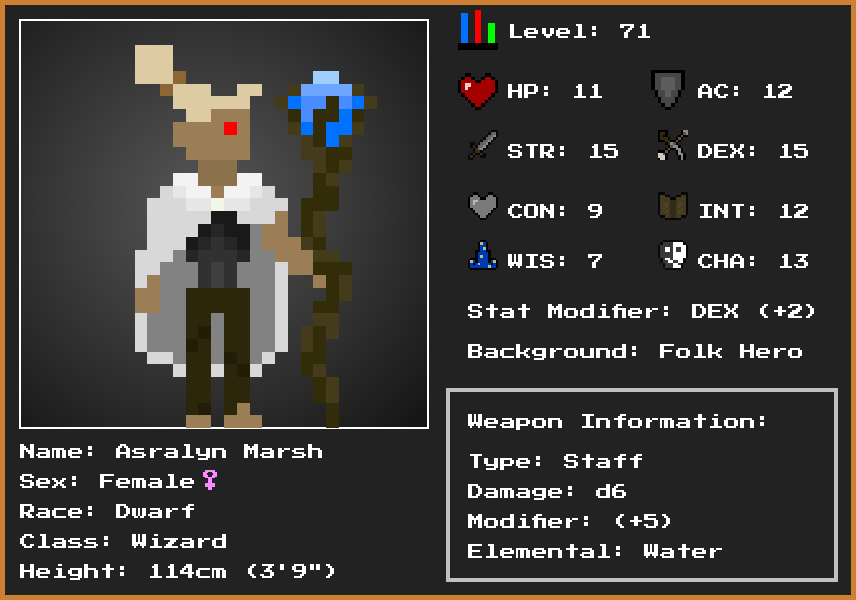 Level: 71
HP: 11
AC: 12
STR: 15
DEX: 15
CON: 9
INT: 12
WIS: 7
CHA: 13
Stat Modifier: DEX (+2)
Background: Folk Hero
Weapon Information:
Type: Staff
Damage: d6
Modifier: (+5)
Elemental: Water
Name: Asralyn Marsh
Sex: Female♀
Race: Dwarf
Class: Wizard
Height: 114cm (3'9")